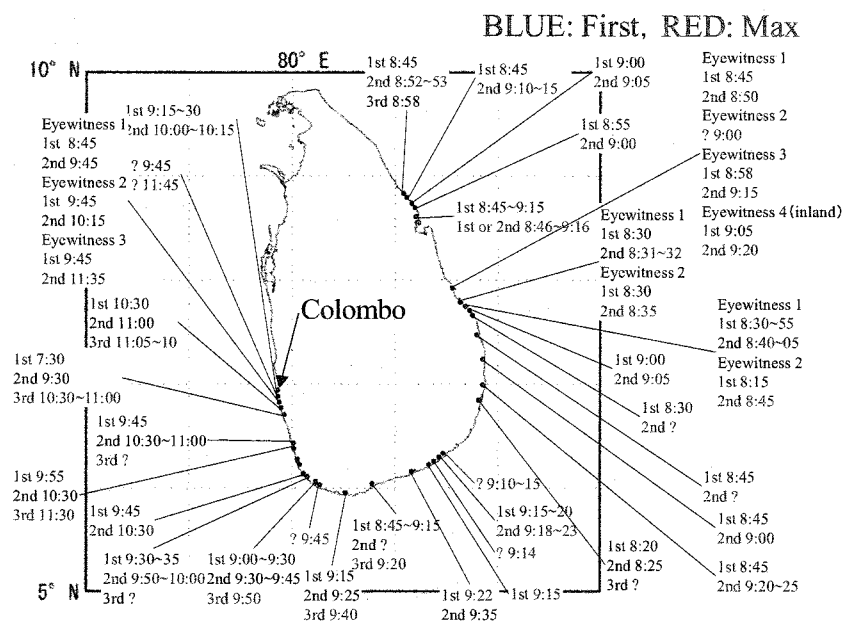 BLUE: First, RED: Max
10° N
80° E
1st 8:45
2nd 8:52~53
3rd 8:58
1st 8:45
2nd 9:10~15
1st 9:00
2nd 9:05
Eyewitness 1
1st 8:45
2nd 8:50
Eyewitness 2
? 9:00
Eyewitness 3
1st 8:58
2nd 9:15
Eyewitness 4(inland)
1st 9:05
2nd 9:20
1st 9:15~30
2nd 10:00~10:15
Eyewitness 1
1st 8:45
2nd 9:45
Eyewitness 2
1st 9:45
2nd 10:15
Eyewitness 3
1st 9:45
2nd 11:35
? 9:45
? 11:45
1st 8:55
2nd 9:00
1st 8:45~9:15
1st or 2nd 8:46~9:16
Eyewitness 1
1st 8:30
2nd 8:31~32
Eyewitness 2
1st 8:30
2nd 8:35
Eyewitness 1
1st 8:30~55
2nd 8:40~05
Eyewitness 2
1st 8:15
2nd 8:45
1st 10:30
2nd 11:00
3rd 11:05~10
Colombo
1st 7:30
2nd 9:30
3rd 10:30~11:00
1st 9:00
2nd 9:05
1st 8:30
2nd ?
1st 9:45
2nd 10:30~11:00
3rd ?
1st 9:55
2nd 10:30
3rd 11:30
1st 9:45
2nd 10:30
? 9:45
1st 8:45~9:15
2nd ?
3rd 9:20
? 9:10~15
1st 9:15~20
2nd 9:18~23
? 9:14
1st 8:45
2nd ?
1st 8:45
2nd 9:00
1st 8:45
2nd 9:20~25
1st 8:20
2nd 8:25
3rd ?
5° N
1st 9:30~35
2nd 9:50~10:00
3rd ?
1st 9:00~9:30
2nd 9:30~9:45
3rd 9:50
1st 9:15
2nd 9:25
3rd 9:40
1st 9:22
2nd 9:35
1st 9:15